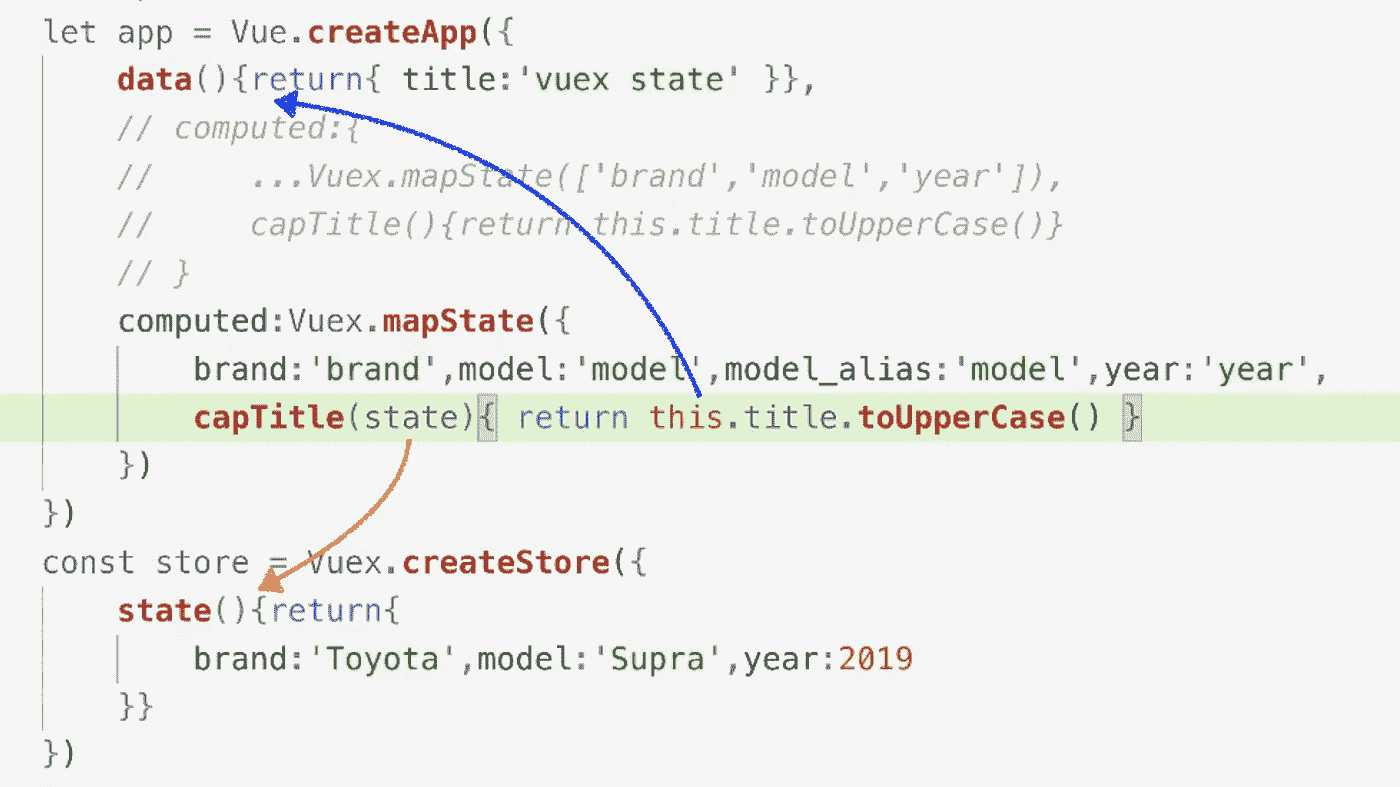 let app = Vue.createApp({
data(){return{ title:'vuex state' }},
// computed:{
//     ...Vuex.mapState(['brand','model','year']),
//     capTitle(){return this.title.toUpperCase()}
// }
computed:Vuex.mapState({
brand:'brand',model:'model',model_alias:'model',year:'year',
capTitle(state){ return this.title.toUpperCase() }
})
})
const store = Vuex.createStore({
state(){return{
brand:'Toyota',model:'Supra',year:2019
}}
})